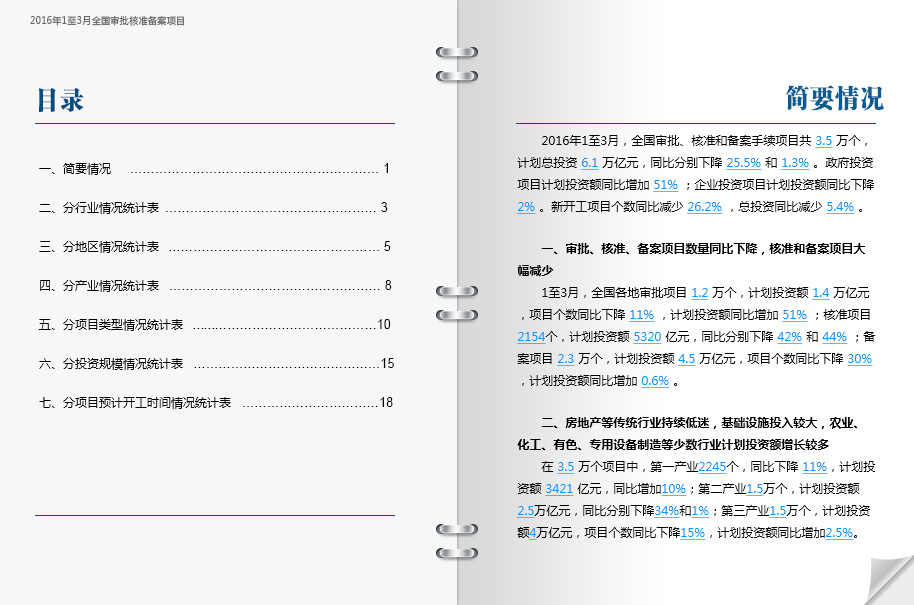 2016年1至3月全国审批核准备案项目
目录
一、简要情况 ………………………………………………………… 1
二、分行业情况统计表 ……………………………………………… 3
三、分地区情况统计表 ……………………………………………… 5
四、分产业情况统计表 ……………………………………………… 8
五、分项目类型情况统计表 …………………………………………10
六、分投资规模情况统计表 …………………………………………15
七、分项目预计开工时间情况统计表 ………………………………18
简要情况
2016年1至3月，全国审批、核准和备案手续项目共 3.5 万个，
计划总投资 6.1 万亿元，同比分别下降 25.5% 和 1.3% 。政府投资
项目计划投资额同比增加 51% ；企业投资项目计划投资额同比下降
2% 。新开工项目个数同比减少 26.2% ，总投资同比减少 5.4% 。
一、审批、核准、备案项目数量同比下降，核准和备案项目大
幅减少
1至3月，全国各地审批项目 1.2 万个，计划投资额 1.4 万亿元
，项目个数同比下降 11% ，计划投资额同比增加 51% ；核准项目
2154个，计划投资额 5320 亿元，同比分别下降 42% 和 44% ；备
案项目 2.3 万个，计划投资额 4.5 万亿元，项目个数同比下降 30%
，计划投资额同比增加 0.6% 。
二、房地产等传统行业持续低迷，基础设施投入较大，农业、
化工、有色、专用设备制造等少数行业计划投资额增长较多
在 3.5 万个项目中，第一产业2245个，同比下降 11%，计划投
资额 3421 亿元，同比增加10%；第二产业1.5万个，计划投资额
2.5万亿元，同比分别下降34%和1%；第三产业1.5万个，计划投资
额4万亿元，项目个数同比下降15%，计划投资额同比增加2.5%。